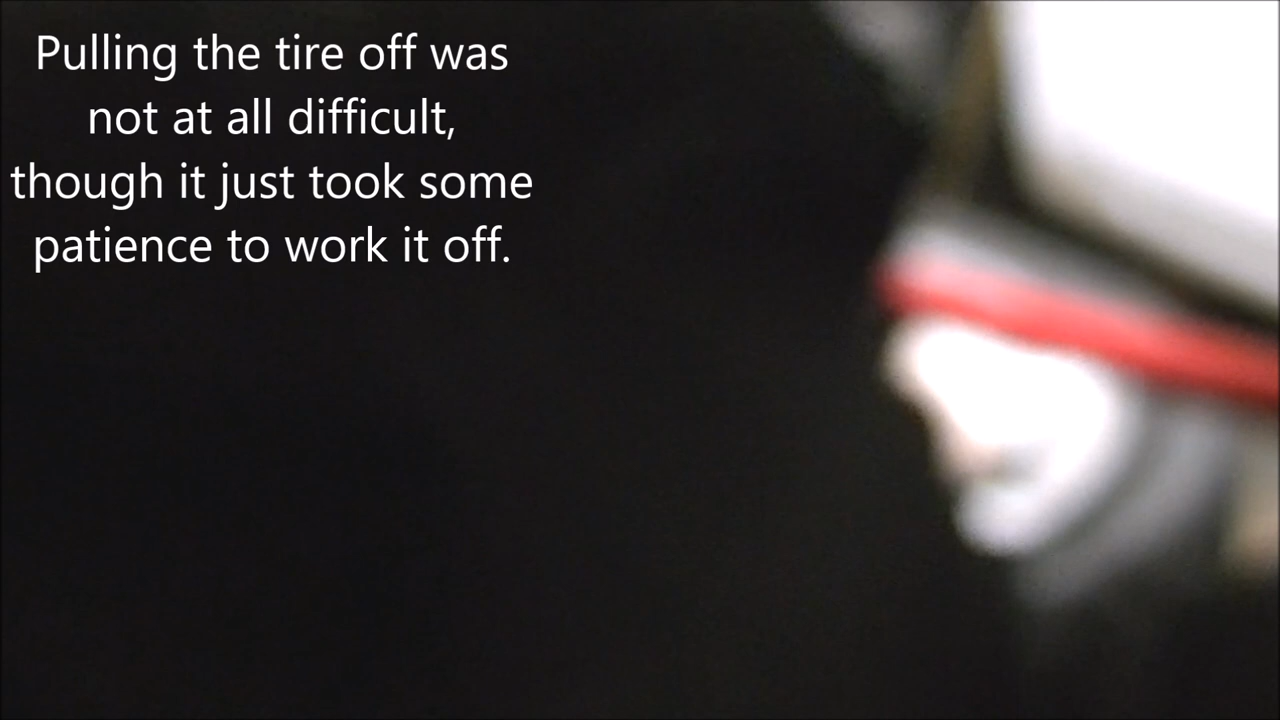 Pulling the tire off was
not at all difficult,
though it just took some
patience to work it off.